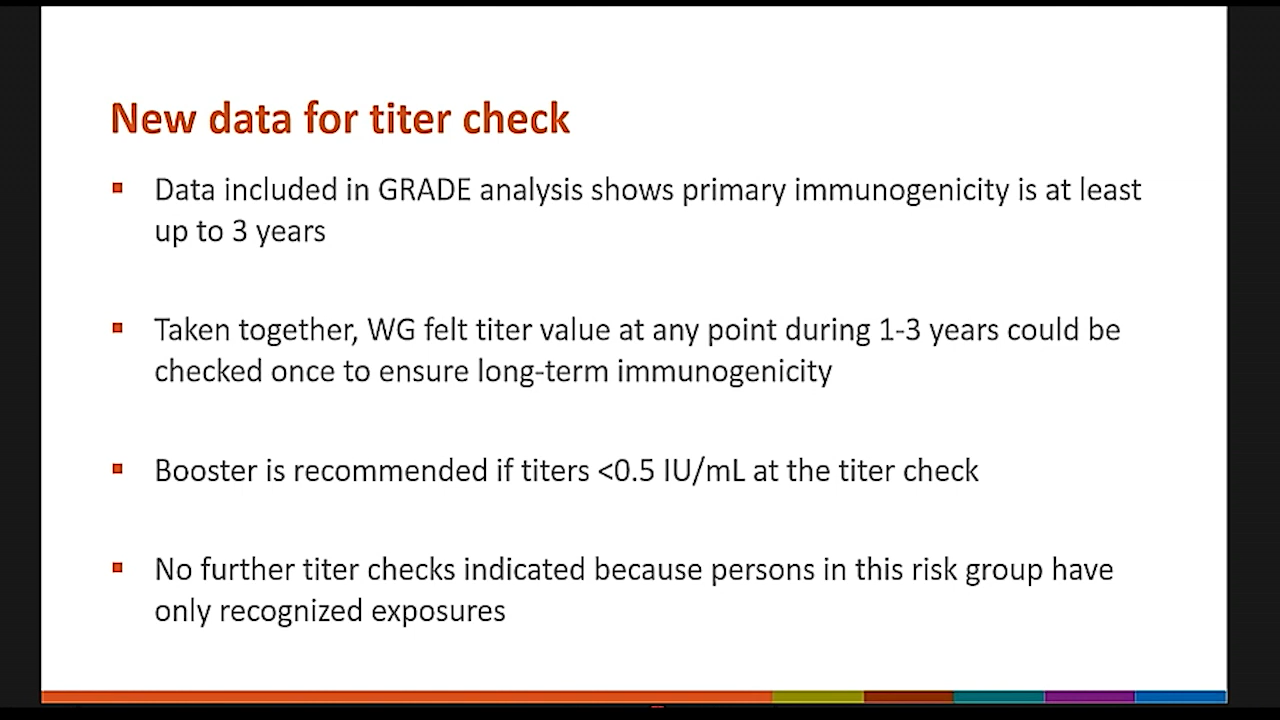 New data for titer check
Data included in GRADE analysis shows primary immunogenicity is at least
up to 3 years
Taken together, WG felt titer value at any point during 1-3 years could be
checked once to ensure long-term immunogenicity
Booster is recommended if titers <0.5 IU/mL at the titer check
No further titer checks indicated because persons in this risk group have
only recognized exposures